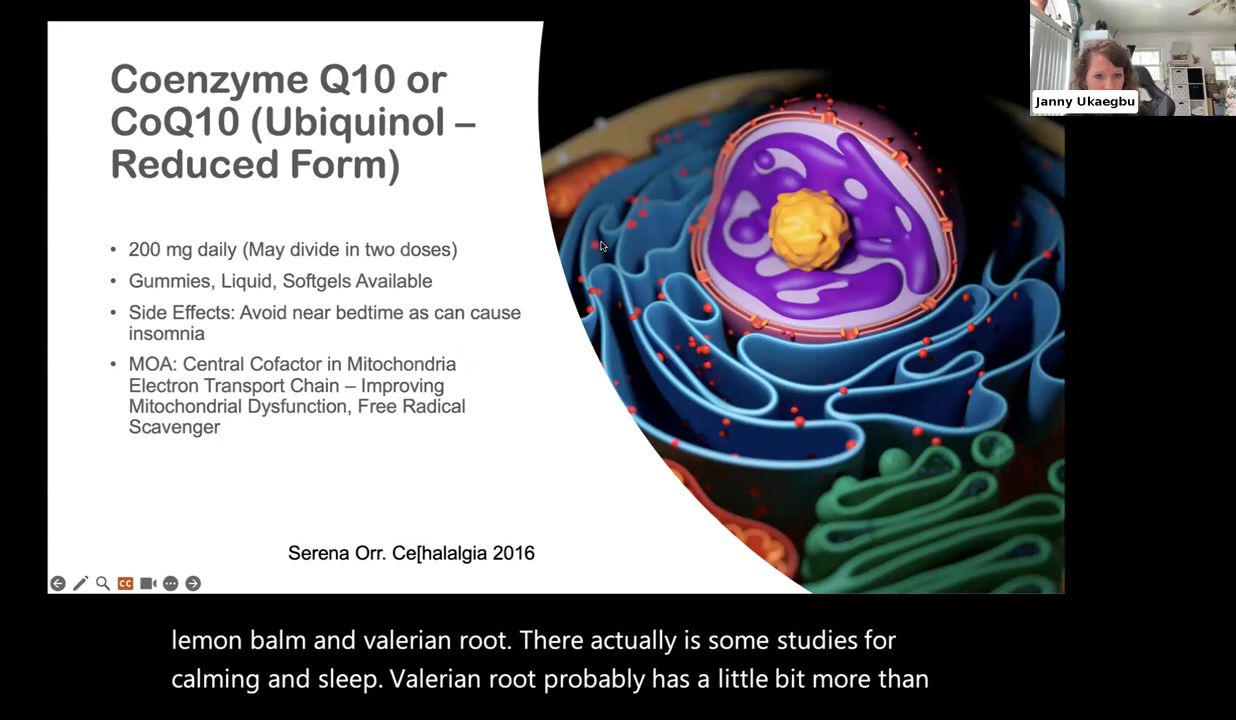 Coenzyme Q10 or
CoQ10 (Ubiquinol –
Reduced Form)
• 200 mg daily (May divide in two doses)
• Gummies, Liquid, Softgels Available
• Side Effects: Avoid near bedtime as can cause
insomnia
• MOA: Central Cofactor in Mitochondria
Electron Transport Chain – Improving
Mitochondrial Dysfunction, Free Radical
Scavenger
Serena Orr. Ce[halalgia 2016
CC
Janny Ukaegbu
lemon balm and valerian root. There actually is some studies for
calming and sleep. Valerian root probably has a little bit more than